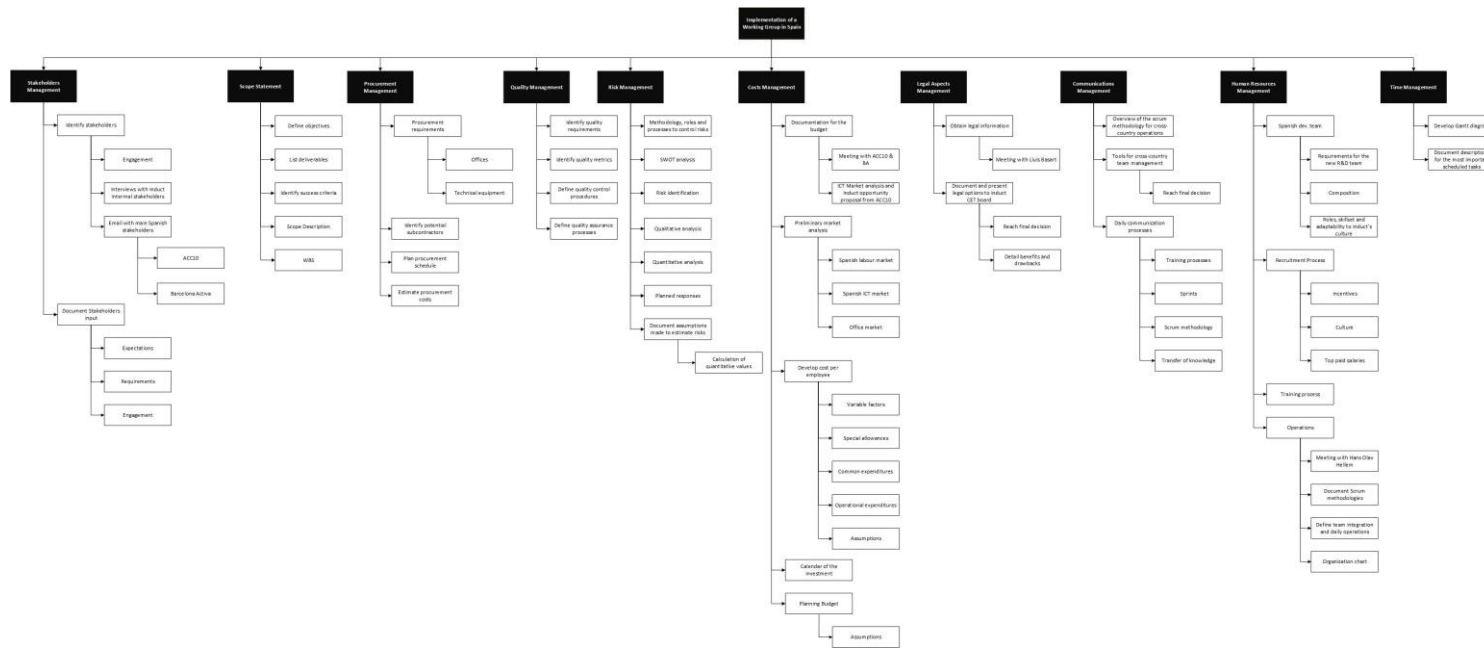 Implementation of a
Working Group in Spain
Stakeholders
Management
Identify stakeholders
Engagement
Interviews with Induct
Internal stakeholders
Email with main Spanish
stakeholders
ACC10
Barcelona Activa
Document Stakeholders
input
Expectations
Requirements
Engagement
Scope Statement
Define objectives
List deliverables
Identify success criteria
Scope Description
WBS
Procurement
Management
Procurement
requirements
Offices
Technical equipment
Identify potential
subcontractors
Plan procurement
schedule
Estimate procurement
costs
Quality Management
Identify quality
requirements
Identify quality metrics
Define quality control
procedures
Define quality assurance
processes
Risk Management
Methodology, roles and
processes to control risks
SWOT analysis
Risk identification
Qualitative analysis
Quantitative analysis
Planned responses
Document assumptions
made to estimate risks
Calculation of
quantitative values
Costs Management
Documentation for the
budget
Meeting with ACC10 &
BA
ICT Market analysis and
Induct opportunity
proposal from ACC10
Preliminary market
analysis
Spanish labour market
Spanish ICT market
Office market
Develop cost per
employee
Variable factors
Special allowances
Common expenditures
Operational expenditures
Assumptions
Calendar of the
investment
Planning Budget
Assumptions
Legal Aspects
Management
Obtain legal information
Meeting with Lluis Basart
Document and present
legal options to Induct
CET board
Reach final decision
Detail benefits and
drawbacks
Communications
Management
Overview of the scrum
methodology for cross-
country operations
Tools for cross-country
team management
Reach final decision
Daily communication
processes
Training processes
Sprints
Scrum methodology
Transfer of knowledge
Human Resources
Management
Spanish dev. team
Requirements for the
new R&D team
Composition
Roles, skillset and
adaptability to Induct's
culture
Recruitment Process
Incentives
Culture
Top paid salaries
Training process
Operations
Meeting with Hans Olav
Hellem
Document Scrum
methodologies
Define team integration
and daily operations
Organization chart
Time Management
Develop Gantt diagr
Document descriptio
for the most importa
scheduled tasks